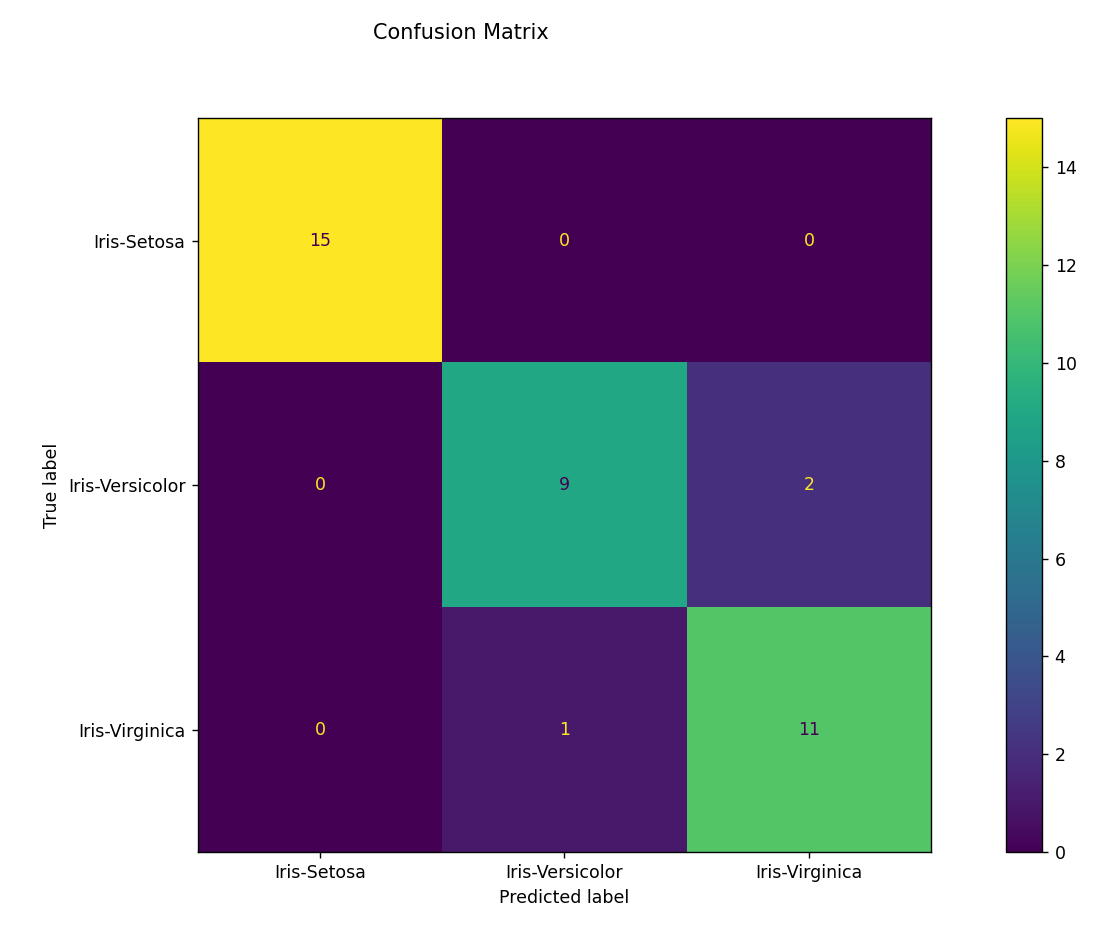 Confusion Matrix
Iris-Setosa 15 0 0
Iris-Versicolor 0 9 2
Iris-Virginica 0 1 11
Iris-Setosa Iris-Versicolor Iris-Virginica
Predicted label
True label
14
12
10
8
6
4
2
0